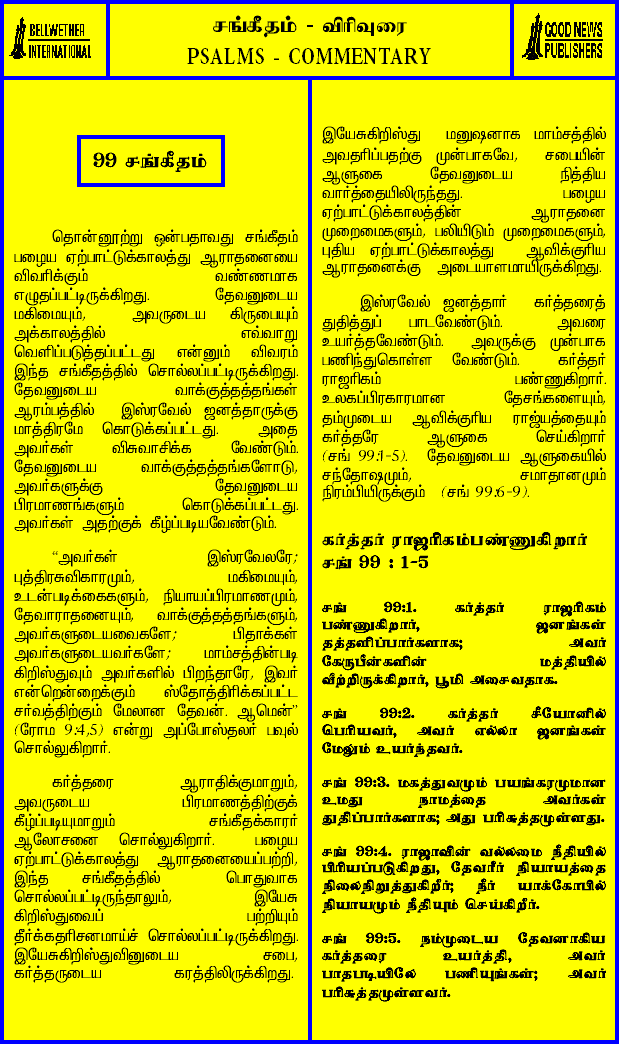 BELLWETHER
INTERNATIONAL
சங்கீதம் - விரிவுரை
PSALMS - COMMENTARY
GOOD NEWS
PUBLISHERS
99 சங்கீதம்
தொன்னூற்று ஒன்பதாவது சங்கீதம்
பழைய ஏற்பாட்டுக்காலத்து ஆராதனையை
விவரிக்கும் வண்ணமாக
எழுதப்பட்டிருக்கிறது. தேவனுடைய
மகிமையும், அவருடைய கிருபையும்
அக்காலத்தில் எவ்வாறு
வெளிப்படுத்தப்பட்டது என்னும் விவரம்
இந்த சங்கீதத்தில் சொல்லப்பட்டிருக்கிறது.
தேவனுடைய வாக்குத்தத்தங்கள்
ஆரம்பத்தில் இஸ்ரவேல் ஜனத்தாருக்கு
மாத்திரமே கொடுக்கப்பட்டது. அதை
அவர்கள் விசுவாசிக்க வேண்டும்.
தேவனுடைய வாக்குத்தத்தங்களோடு,
அவர்களுக்கு தேவனுடைய
பிரமாணங்களும் கொடுக்கப்பட்டது.
அவர்கள் அதற்குக் கீழ்ப்படியவேண்டும்.
“அவர்கள் இஸ்ரவேலரே;
புத்திரசுவிகாரமும், மகிமையும்,
உடன்படிக்கைகளும், நியாயப்பிரமாணமும்,
தேவாராதனையும், வாக்குத்தத்தங்களும்,
அவர்களுடையவைகளே; பிதாக்கள்
அவர்களுடையவர்களே; மாம்சத்தின்படி
கிறிஸ்துவும் அவர்களில் பிறந்தாரே, இவர்
என்றென்றைக்கும் ஸ்தோத்திரிக்கப்பட்ட
சர்வத்திற்கும் மேலான தேவன். ஆமென்”
(ரோம 9:4,5) என்று அப்போஸ்தலர் பவுல்
சொல்லுகிறார்.
கர்த்தரை ஆராதிக்குமாறும்,
அவருடைய பிரமாணத்திற்குக்
கீழ்ப்படியுமாறும் சங்கீதக்காரர்
ஆலோசனை சொல்லுகிறார். பழைய
ஏற்பாட்டுக்காலத்து ஆராதனையைப்பற்றி,
இந்த சங்கீதத்தில் பொதுவாக
சொல்லப்பட்டிருந்தாலும், இயேசு
கிறிஸ்துவைப் பற்றியும்
தீர்க்கதரிசனமாய்ச் சொல்லப்பட்டிருக்கிறது.
இயேசுகிறிஸ்துவினுடைய சபை,
கர்த்தருடைய கரத்திலிருக்கிறது.
இயேசுகிறிஸ்து மனுஷனாக மாம்சத்தில்
அவதரிப்பதற்கு முன்பாகவே, சபையின்
ஆளுகை தேவனுடைய நித்திய
வார்த்தையிலிருந்தது. பழைய
ஏற்பாட்டுக்காலத்தின் ஆராதனை
முறைமைகளும், பலியிடும் முறைமைகளும்,
புதிய ஏற்பாட்டுகாலத்து ஆவிக்குரிய
ஆராதனைக்கு அடையாளமாயிருக்கிறது.
இஸ்ரவேல் ஜனத்தார் கர்த்தரைத்
துதித்துப் பாடவேண்டும். அவரை
உயர்த்தவேண்டும். அவருக்கு முன்பாக
பணிந்துகொள்ள வேண்டும். கர்த்தர்
ராஜரிகம் பண்ணுகிறார்.
உலகப்பிரகாரமான தேசங்களையும்,
தம்முடைய ஆவிக்குரிய ராஜ்யத்தையும்
கர்த்தரே ஆளுகை செய்கிறார்
(சங் 99:1-5). தேவனுடைய ஆளுகையில்
சந்தோஷமும், சமாதானமும்
நிரம்பியிருக்கும் (சங் 99:6-9).
கர்த்தர் ராஜரிகம்பண்ணுகிறார்
சங் 99 : 1-5
சங் 99:1. கர்த்தர் ராஜரிகம்
பண்ணுகிறார், ஜனங்கள்
தத்தளிப்பார்களாக; அவர்
கேருபீன்களின் மத்தியில்
வீற்றிருக்கிறார், பூமி அசைவதாக.
சங் 99:2. கர்த்தர் சீயோனில்
பெரியவர், அவர் எல்லா ஜனங்கள்
மேலும் உயர்ந்தவர்.
சங் 99:3. மகத்துவமும் பயங்கரமுமான
உமது நாமத்தை அவர்கள்
துதிப்பார்களாக; அது பரிசுத்தமுள்ளது.
சங் 99:4. ராஜாவின் வல்லமை நீதியில்
பிரியப்படுகிறது, தேவரீர் நியாயத்தை
நிலைநிறுத்துகிறீர்; நீர் யாக்கோபில்
நியாயமும் நீதியும் செய்கிறீர்.
சங் 99:5. நம்முடைய தேவனாகிய
கர்த்தரை உயர்த்தி, அவர்
பாதபடியிலே பணியுங்கள்; அவர்
பரிசுத்தமுள்ளவர்.